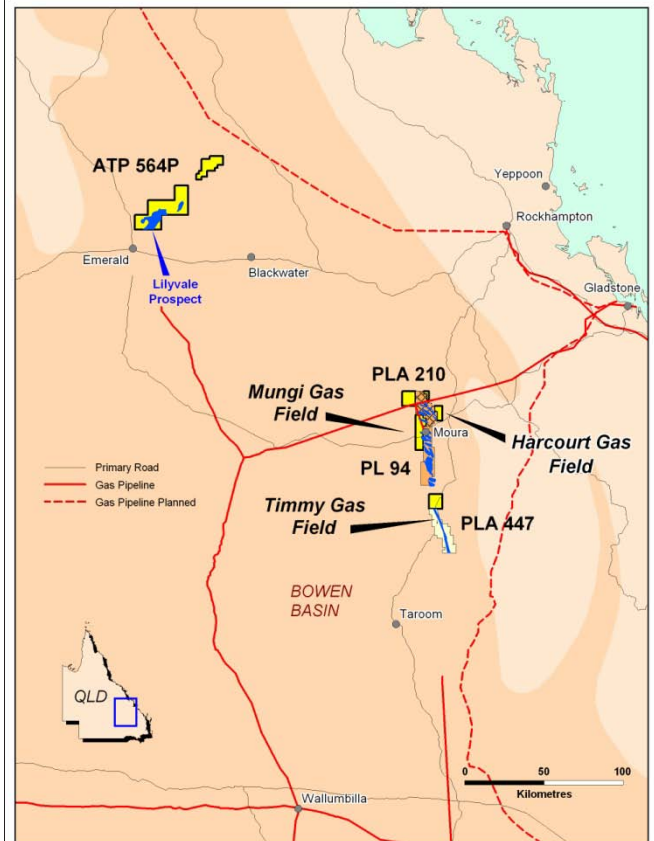 ATP 564P
Yeppoon
Rockhampton
Emerald
Blackwater
Lilyvale
Prospect
Gladstone
PLA 210
Mungi Gas
Field
Moura
Harcourt Gas
Field
Primary Road
Gas Pipeline
Gas Pipeline Planned
PL 94
Timmy Gas
Field
PLA 447
BOWEN
BASIN
Taroom
QLD
0 50 100
Kilometres
Wallumbilla